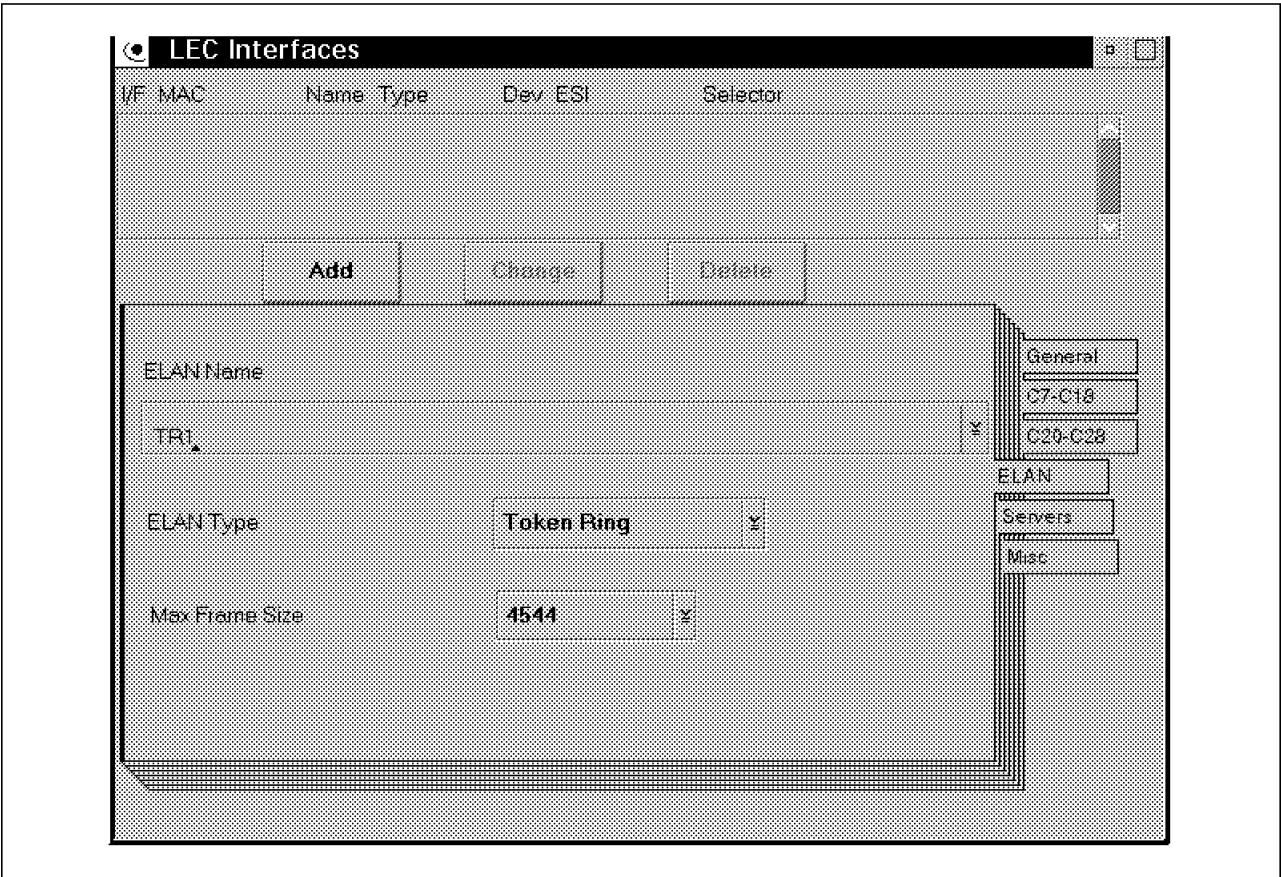 LEC Interfaces
I/F MAC Name Type Dev ESI Selector
Add Change Delete
General
ELAN Name
C7-C18
TR1
C20-C28
ELAN
ELAN Type Token Ring
Servers
Misc
Max Frame Size 4544